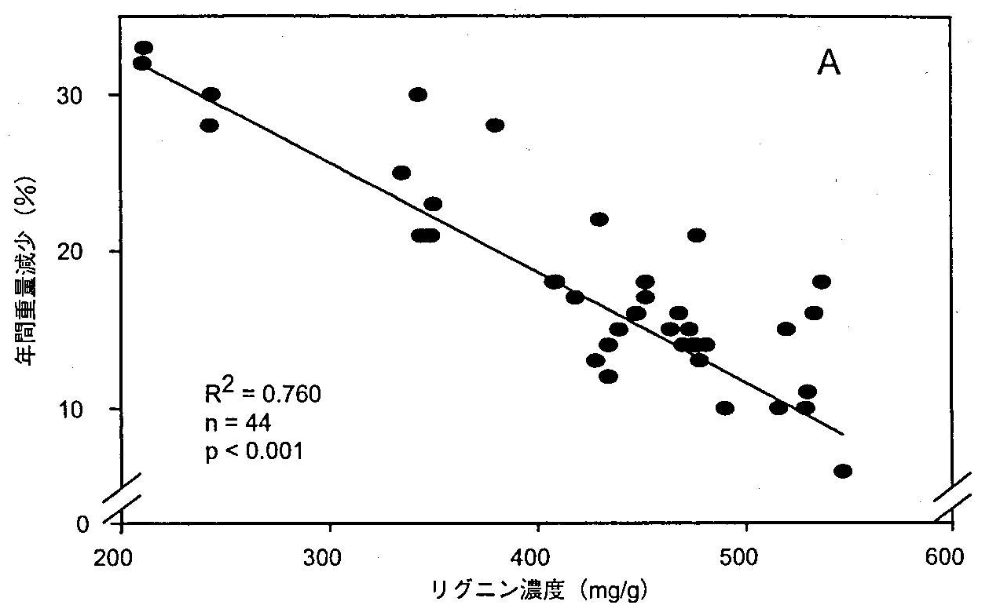 A
30
20
10
0
年間重量減少 (%)
R² = 0.760
n = 44
p < 0.001
200 300 400 500 600
リグニン濃度 (mg/g)